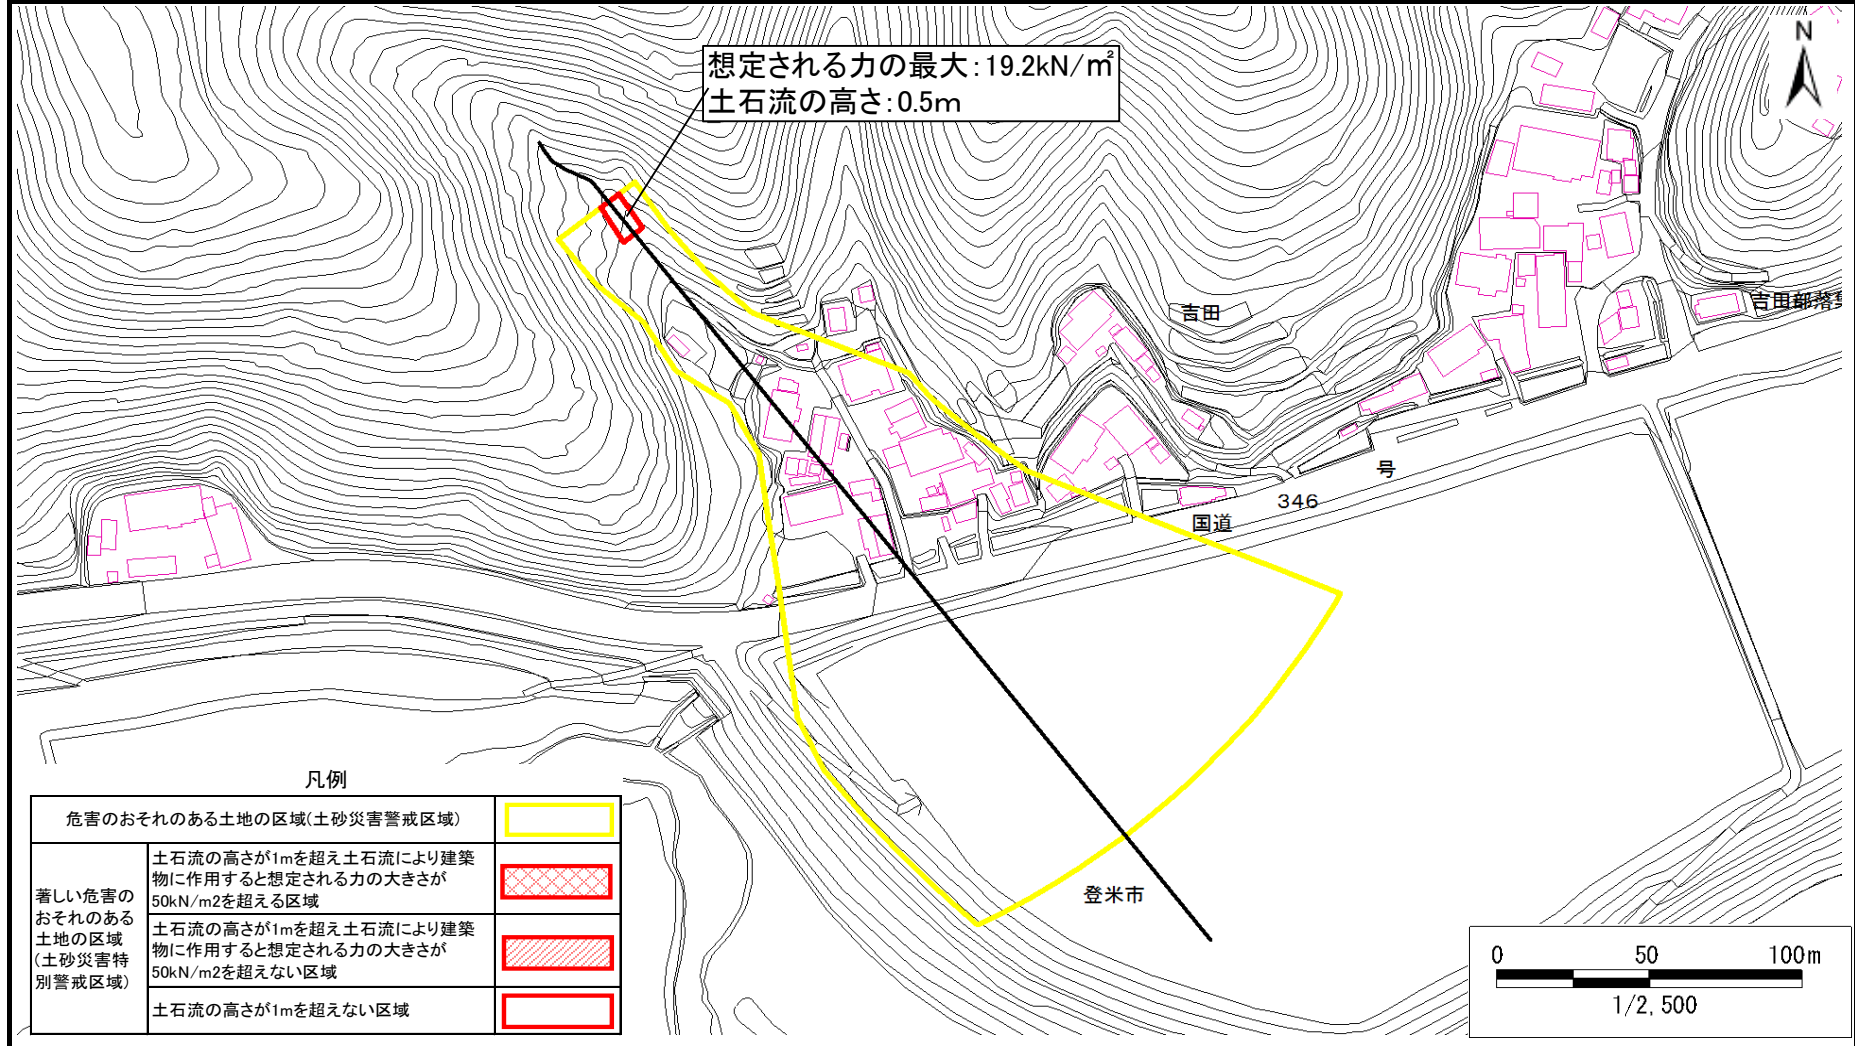 想定される力の最大:19.2kN/㎡
土石流の高さ:0.5m
N
吉田
吉田部落
号
346
国道
登米市
凡例
危害のおそれのある土地の区域(土砂災害警戒区域)
著しい危害の
おそれのある
土地の区域
(土砂災害特
別警戒区域)
土石流の高さが1mを超え土石流により建築
物に作用すると想定される力の大きさが
50kN/m2を超える区域
土石流の高さが1mを超え土石流により建築
物に作用すると想定される力の大きさが
50kN/m2を超えない区域
土石流の高さが1mを超えない区域
0 50 100m
1/2,500